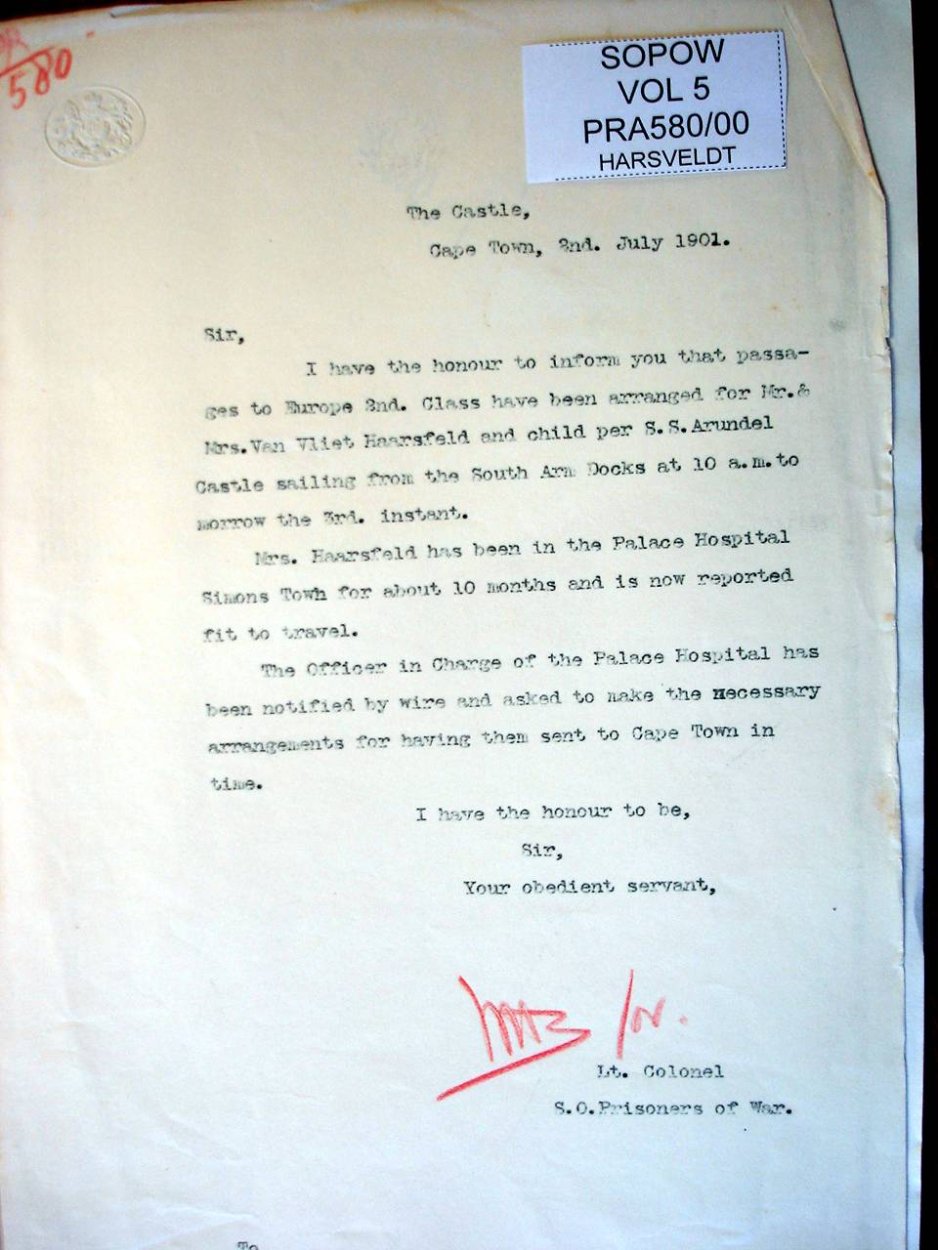 580
SOPOW
VOL 5
PRA580/00
HARSVELDT
The Castle,
Cape Town, 2nd. July 1901.
Sir,
I have the honour to inform you that passa-
ges to Europe 2nd. Class have been arranged for Mr.&
Mrs.Van Vliet Haarsfeld and child per S.S.Arundel
Castle sailing from the South Arm Docks at 10 a.m.to
morrow the 3rd. instant.
Mrs. Haarsfeld has been in the Palace Hospital
Simons Town for about 10 months and is now reported
fit to travel.
The Officer in Charge of the Palace Hospital has
been notified by wire and asked to make the necessary
arrangements for having them sent to Cape Town in
time.
I have the honour to be,
Sir,
Your obedient servant,
Lt. Colonel
S.O.Prisoners of War.
To